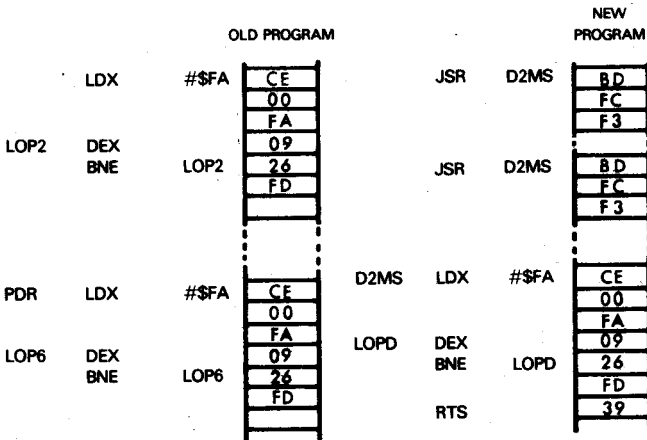 OLD PROGRAM
NEW PROGRAM
LDX #$FA CE
00
FA
LOP2 DEX 09
BNE LOP2 26
FD
PDR LDX #$FA CE
00
FA
LOP6 DEX 09
BNE LOP6 26
FD
JSR D2MS BD
FC
F3
JSR D2MS BD
FC
F3
D2MS LDX #$FA CE
00
FA
LOPD DEX 09
BNE LOPD 26
FD
RTS 39